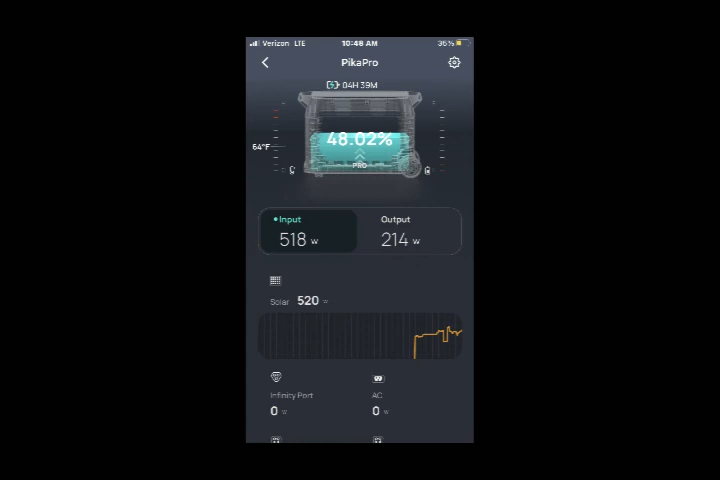 Verizon LTE 10:48 AM 36%
PikaPro
04H 39M
48.02%
64°F
PRO
Input Output
518 w 214 w
Solar 520 w
Infinity Port AC
0 w 0 w